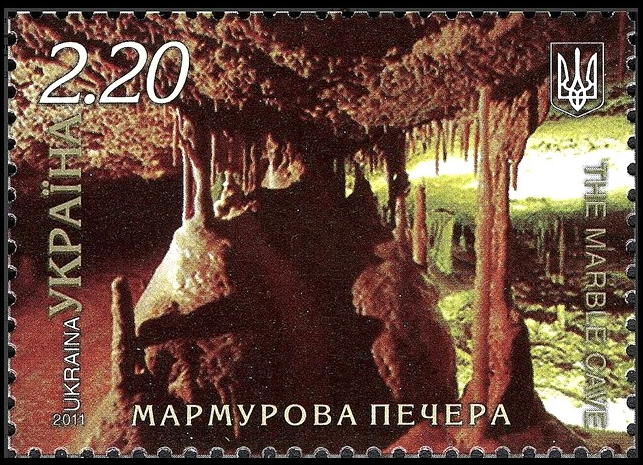 2.20
УКРАЇНА
UKRAINA
2011
THE MARBLE CAVE
МАРМУРОВА ПЕЧЕРА